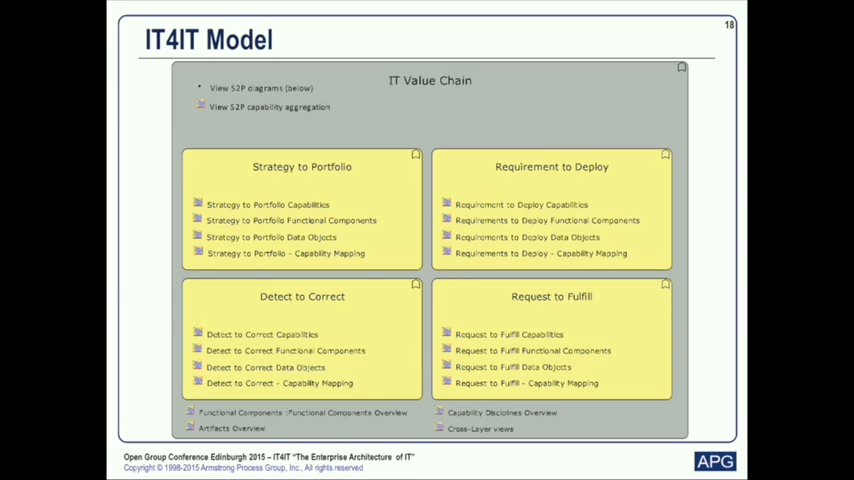 18
IT4IT Model
IT Value Chain
• View S2P diagrams (below)
View S2P capability aggregation
Strategy to Portfolio
Strategy to Portfolio Capabilities
Strategy to Portfolio Functional Components
Strategy to Portfolio Data Objects
Strategy to Portfolio - Capability Mapping
Requirement to Deploy
Requirement to Deploy Capabilities
Requirements to Deploy Functional Components
Requirements to Deploy Data Objects
Requirements to Deploy - Capability Mapping
Detect to Correct
Detect to Correct Capabilities
Detect to Correct Functional Components
Detect to Correct Data Objects
Detect to Correct - Capability Mapping
Request to Fulfill
Request to Fulfill Capabilities
Request to Fulfill Functional Components
Request to Fulfill Data Objects
Request to Fulfill - Capability Mapping
Functional Components :Functional Components Overview
Artifacts Overview
Capability Disciplines Overview
Cross-Layer views
Open Group Conference Edinburgh 2015 – IT4IT "The Enterprise Architecture of IT"
Copyright © 1998-2015 Armstrong Process Group, Inc., All rights reserved
APG